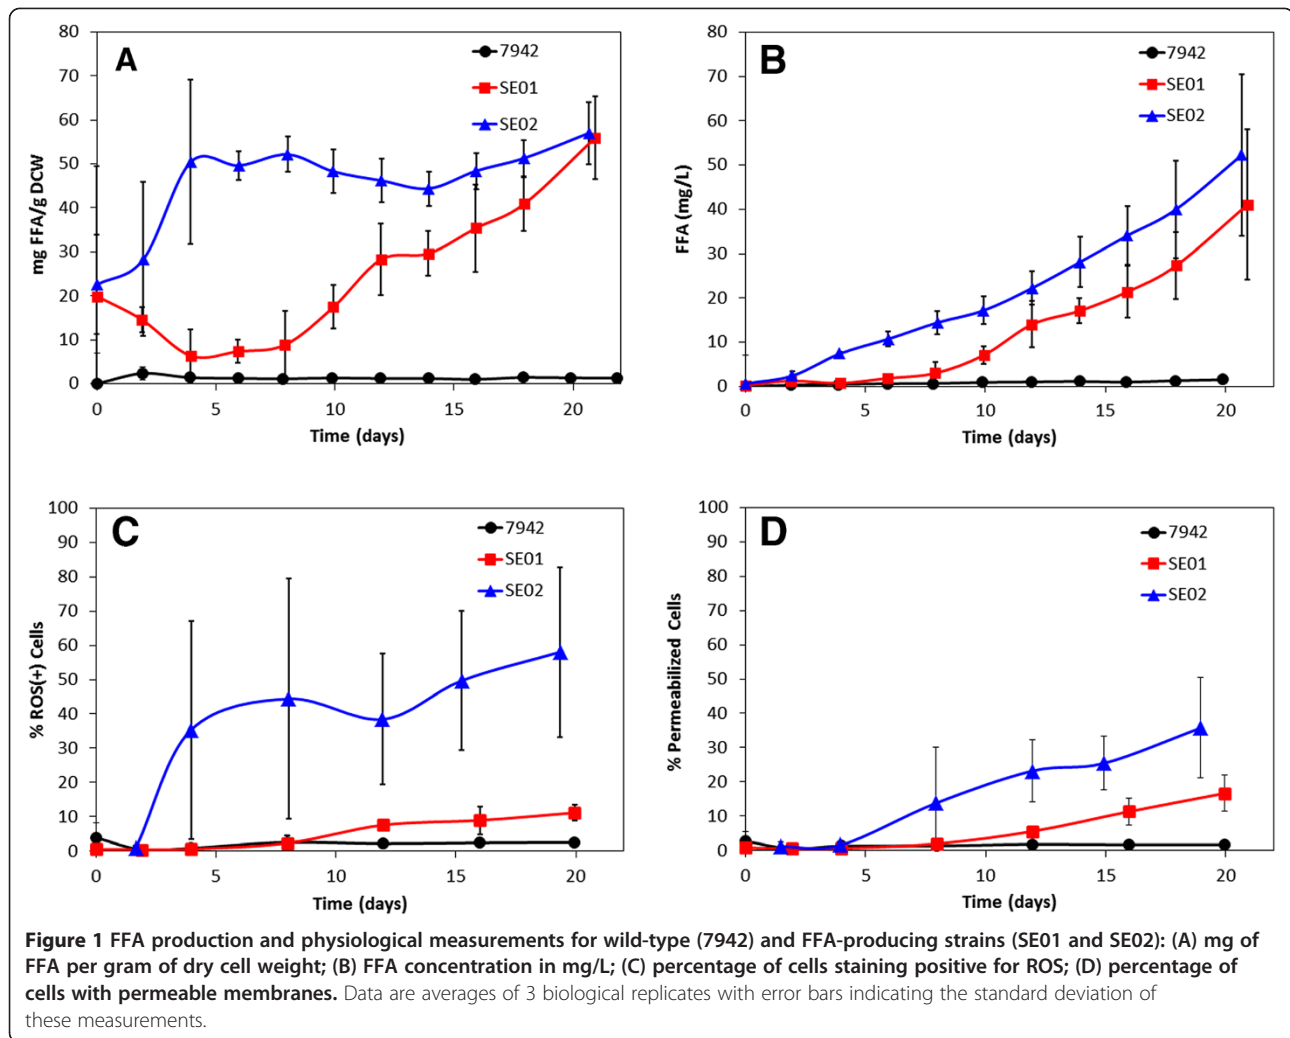 A
7942
SE01
SE02
80
70
60
50
40
30
20
10
0
mg FFA/g DCW
0 5 10 15 20
Time (days)
B
7942
SE01
SE02
80
70
60
50
40
30
20
10
0
FFA (mg/L)
0 5 10 15 20
Time (days)
C
7942
SE01
SE02
100
90
80
70
60
50
40
30
20
10
0
% ROS(+) Cells
0 5 10 15 20
Time (days)
D
7942
SE01
SE02
100
90
80
70
60
50
40
30
20
10
0
% Permeabilized Cells
0 5 10 15 20
Time (days)
Figure 1 FFA production and physiological measurements for wild-type (7942) and FFA-producing strains (SE01 and SE02): (A) mg of
FFA per gram of dry cell weight; (B) FFA concentration in mg/L; (C) percentage of cells staining positive for ROS; (D) percentage of
cells with permeable membranes. Data are averages of 3 biological replicates with error bars indicating the standard deviation of
these measurements.